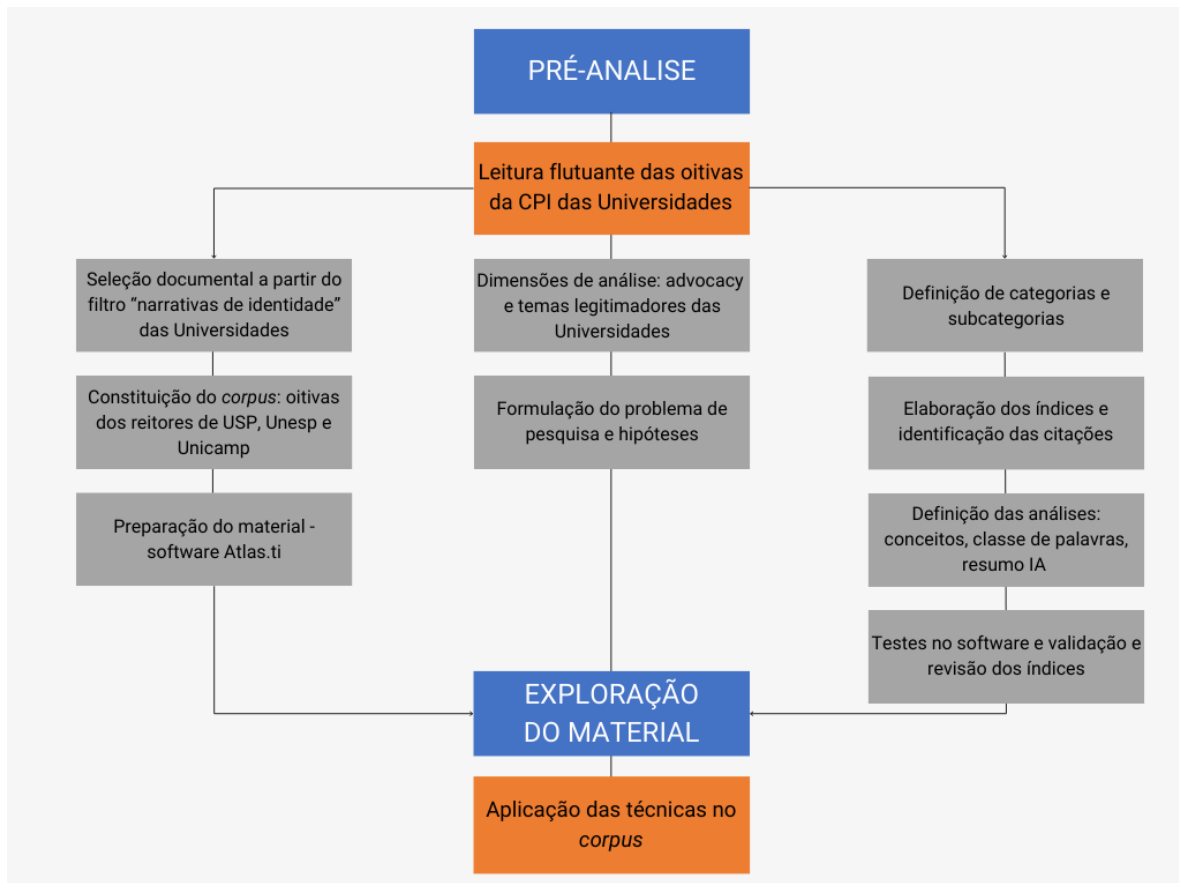 PRÉ-ANALISE
Leitura flutuante das oitivas
da CPI das Universidades
Seleção documental a partir do
filtro “narrativas de identidade”
das Universidades
Constituição do corpus: oitivas
dos reitores de USP, Unesp e
Unicamp
Preparação do material -
software Atlas.ti
Dimensões de análise: advocacy
e temas legitimadores das
Universidades
Formulação do problema de
pesquisa e hipóteses
Definição de categorias e
subcategorias
Elaboração dos índices e
identificação das citações
Definição das análises:
conceitos, classe de palavras,
resumo IA
Testes no software e validação e
revisão dos índices
EXPLORAÇÃO
DO MATERIAL
Aplicação das técnicas no
corpus